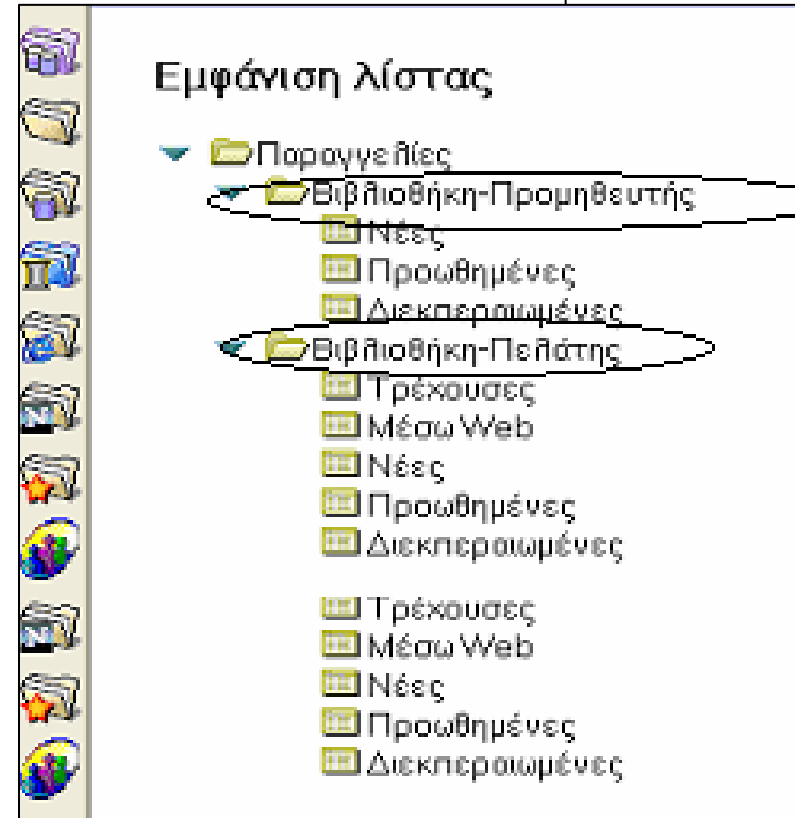 Εμφάνιση λίστας
Παραγγελίες
Βιβλιοθήκη-Προμηθευτής
Νέες
Προωθημένες
Διεκπεραιωμένες
Βιβλιοθήκη-Πελάτης
Τρέχουσες
Μέσω Web
Νέες
Προωθημένες
Διεκπεραιωμένες
Τρέχουσες
Μέσω Web
Νέες
Προωθημένες
Διεκπεραιωμένες